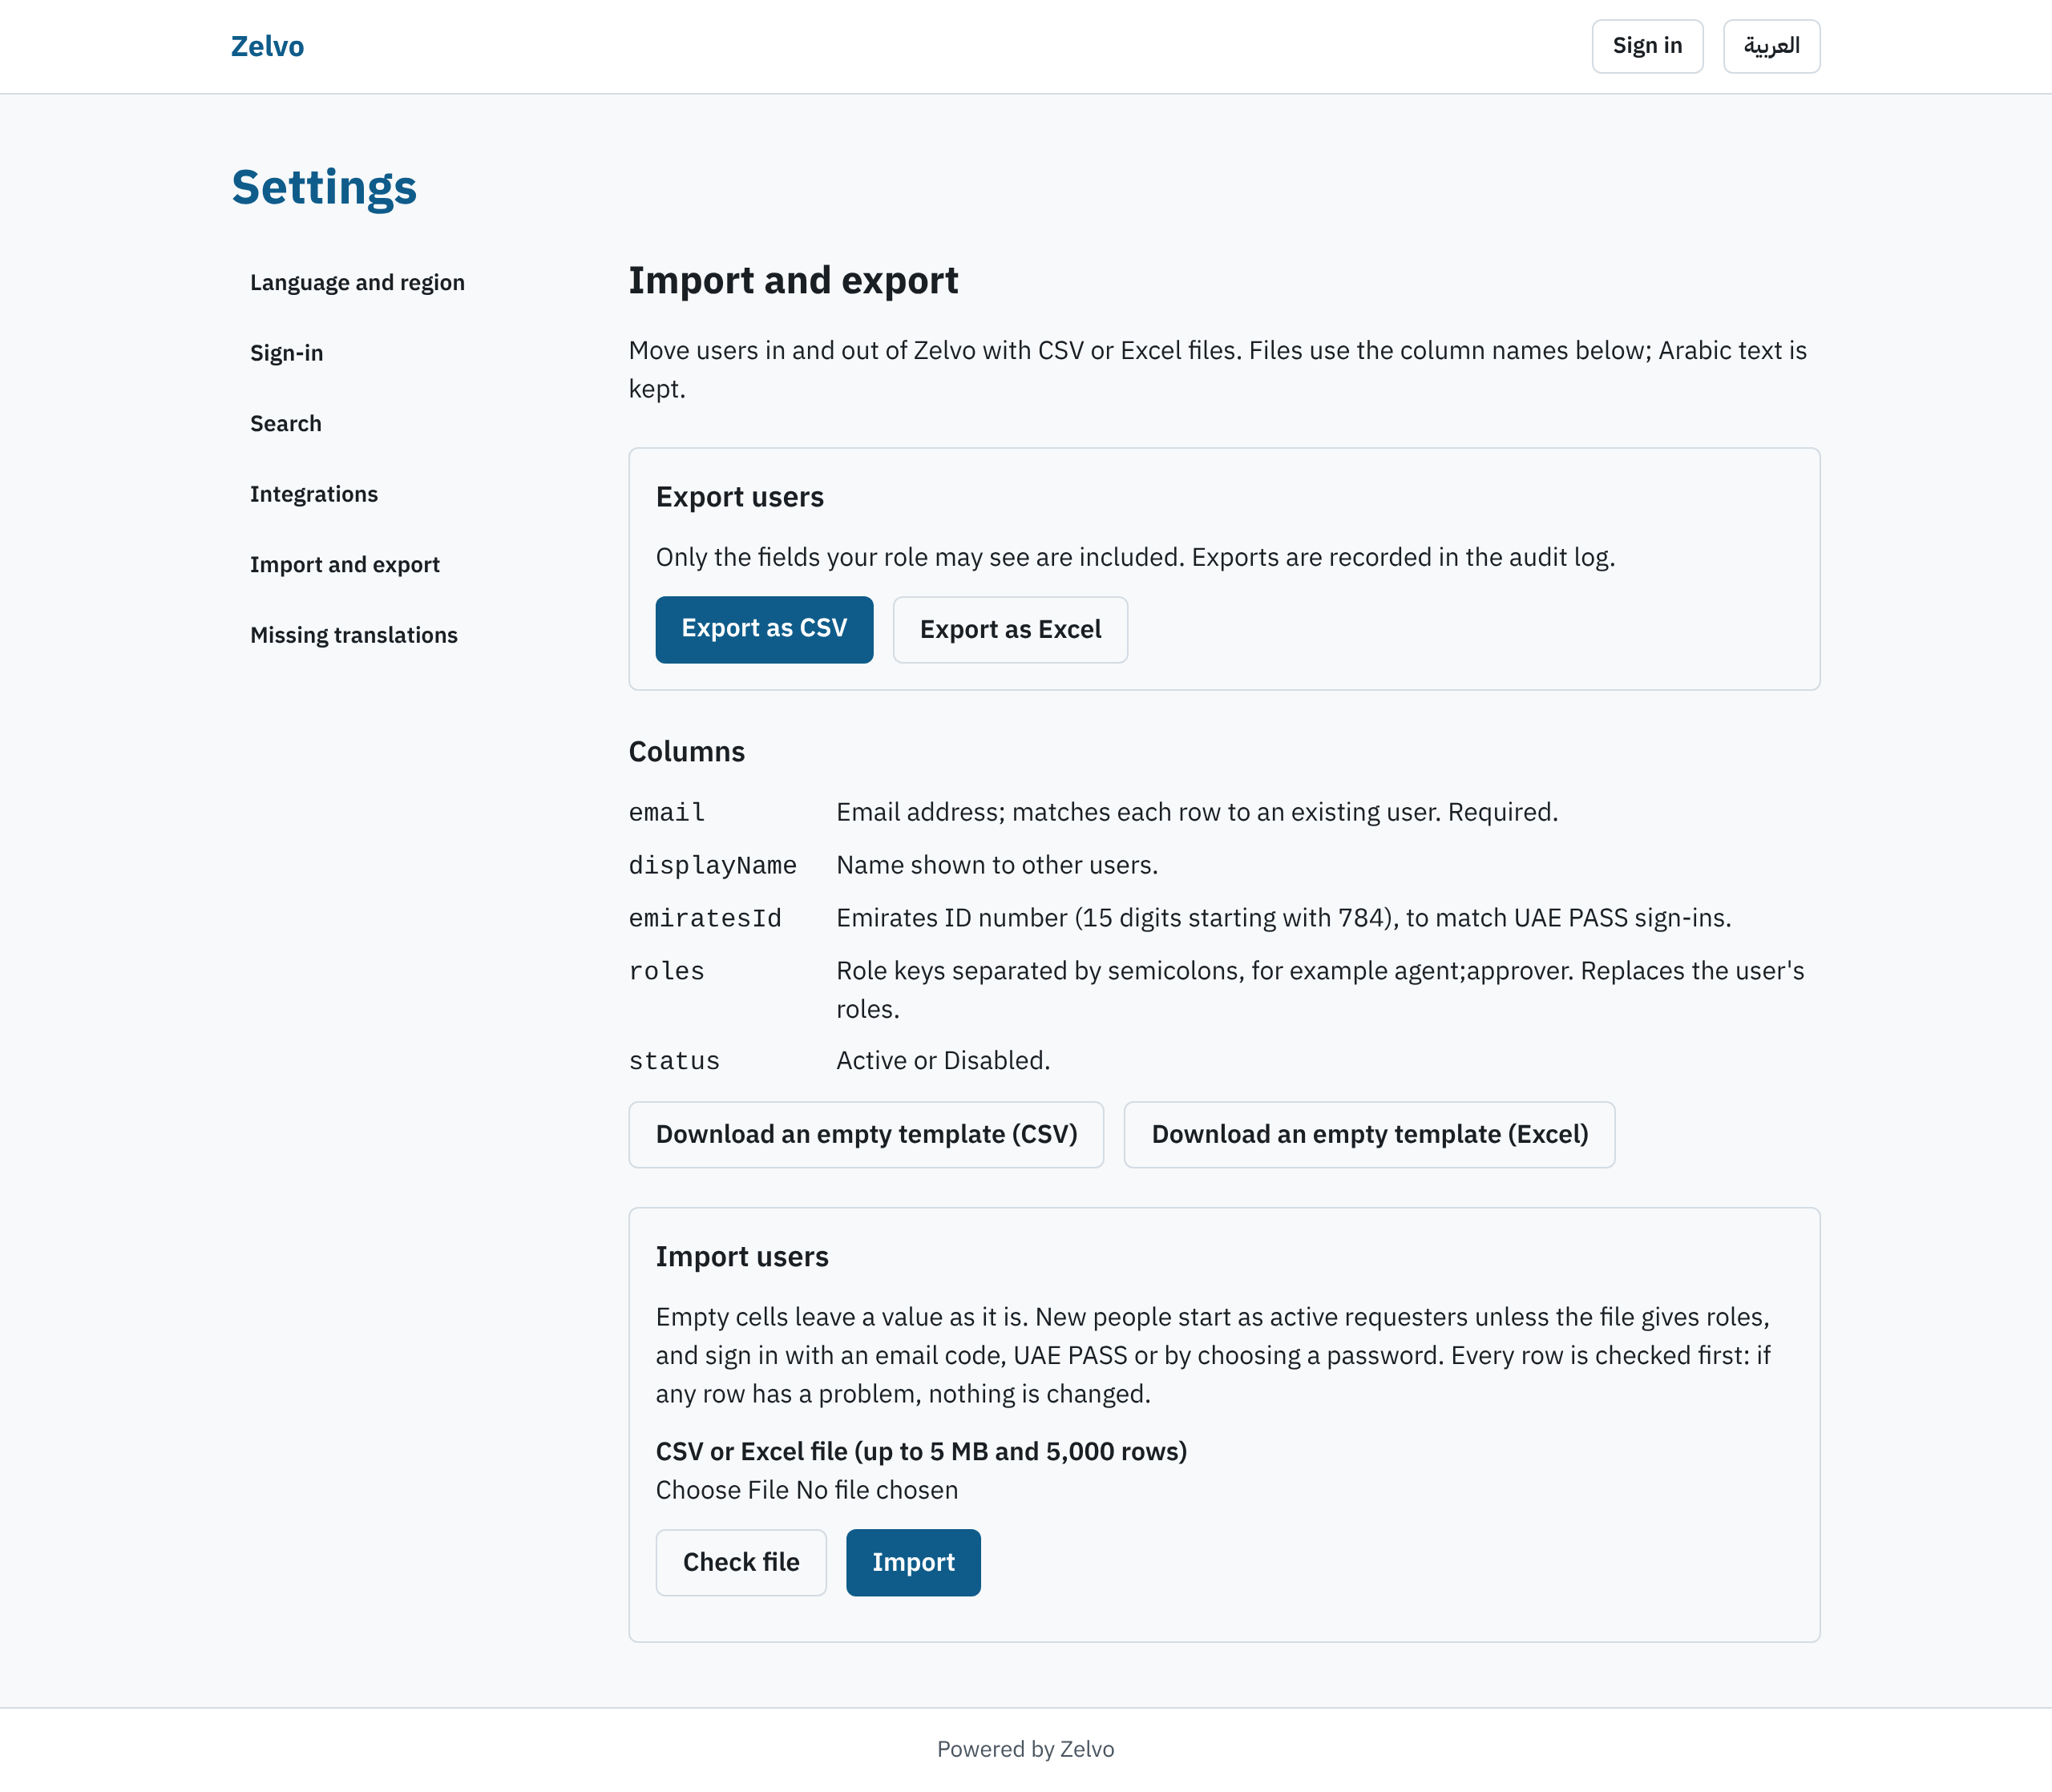 Zelvo
Sign in
العربية
Settings
Language and region
Sign-in
Search
Integrations
Import and export
Missing translations
Import and export
Move users in and out of Zelvo with CSV or Excel files. Files use the column names below; Arabic text is
kept.
Export users
Only the fields your role may see are included. Exports are recorded in the audit log.
Export as CSV
Export as Excel
Columns
email Email address; matches each row to an existing user. Required.
displayName Name shown to other users.
emiratesId Emirates ID number (15 digits starting with 784), to match UAE PASS sign-ins.
roles Role keys separated by semicolons, for example agent;approver. Replaces the user's
roles.
status Active or Disabled.
Download an empty template (CSV)
Download an empty template (Excel)
Import users
Empty cells leave a value as it is. New people start as active requesters unless the file gives roles,
and sign in with an email code, UAE PASS or by choosing a password. Every row is checked first: if
any row has a problem, nothing is changed.
CSV or Excel file (up to 5 MB and 5,000 rows)
Choose File No file chosen
Check file
Import
Powered by Zelvo